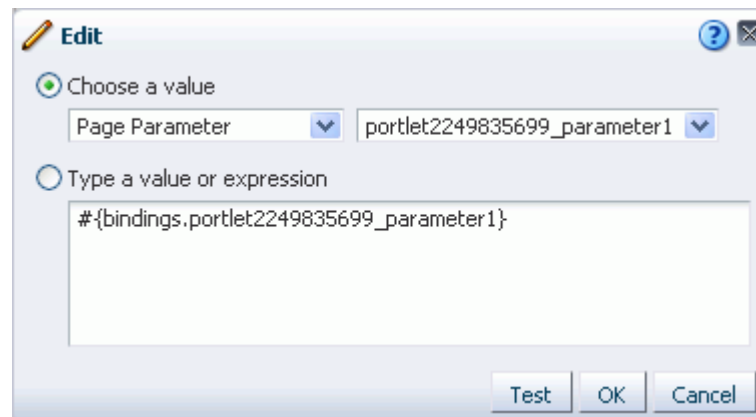 Edit
Choose a value
Page Parameter portlet2249835699_parameter1
Type a value or expression
#{bindings.portlet2249835699_parameter1}
Test OK Cancel